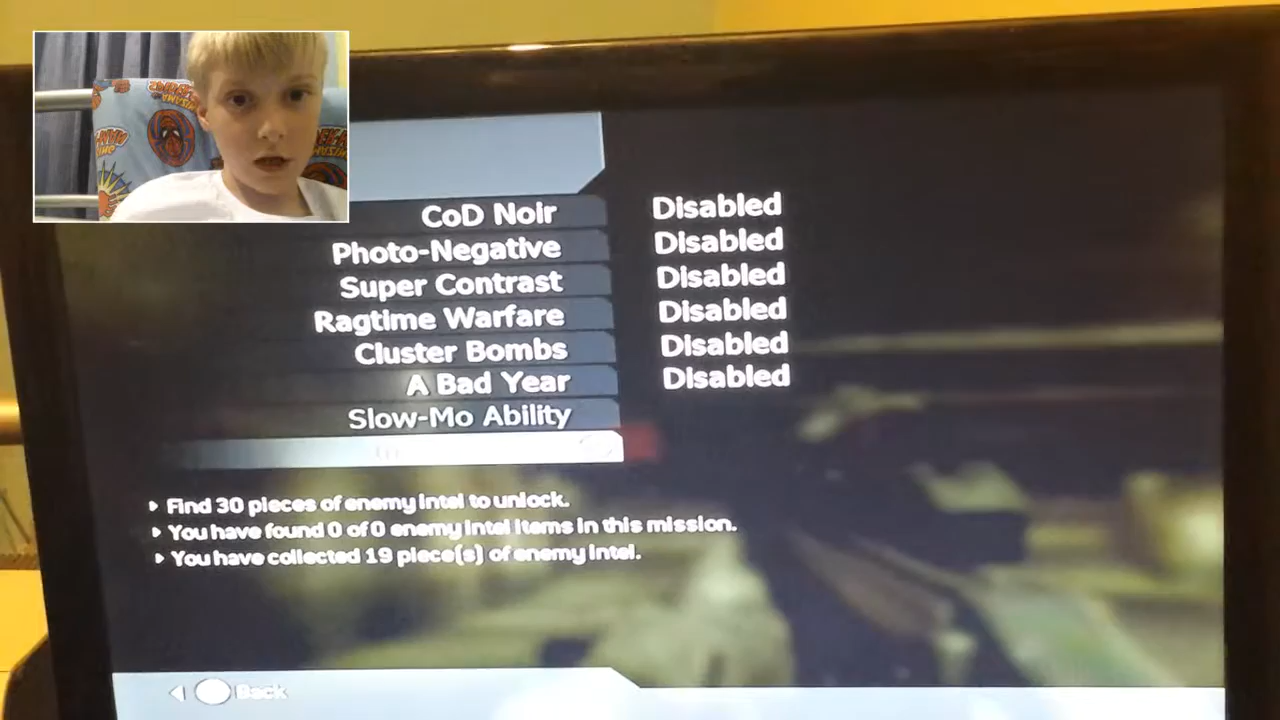 CoD Noir Disabled
Photo-Negative Disabled
Super Contrast Disabled
Ragtime Warfare Disabled
Cluster Bombs Disabled
A Bad Year Disabled
Slow-Mo Ability
Find 30 pieces of enemy intel to unlock.
You have found 0 of 0 enemy intel items in this mission.
You have collected 19 piece(s) of enemy intel.
Back